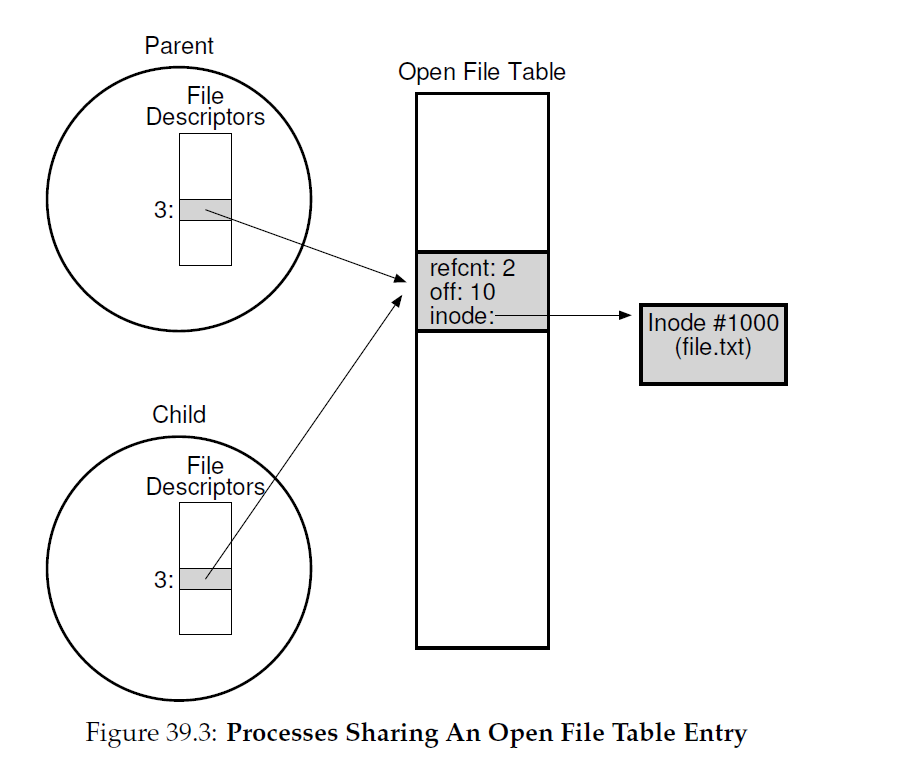 Parent
File
Descriptors
3:
Open File Table
refcnt: 2
off: 10
inode:
Inode #1000
(file.txt)
Child
File
Descriptors
3:
Figure 39.3: Processes Sharing An Open File Table Entry